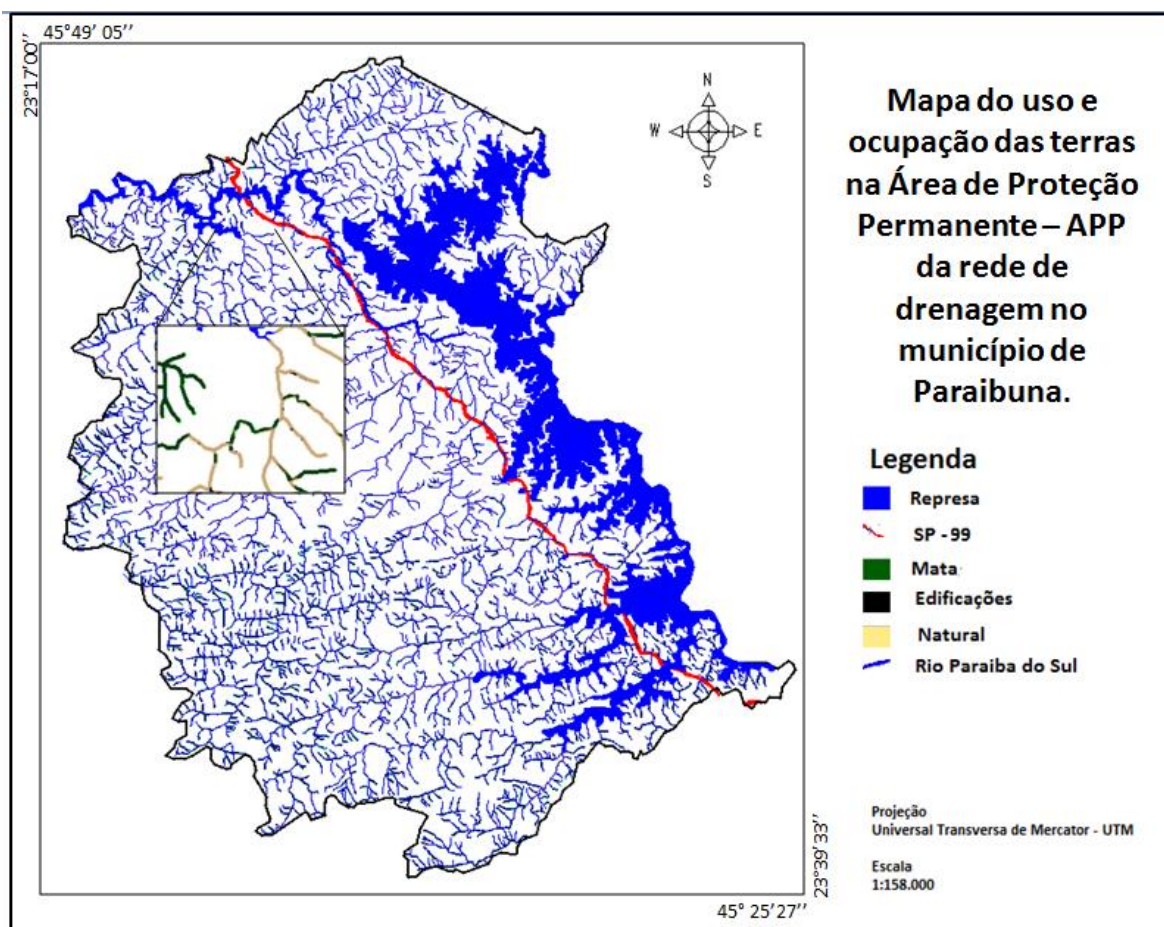 45°49' 05''
23°17'00''
N
W
E
S
Mapa do uso e
ocupação das terras
na Área de Proteção
Permanente – APP
da rede de
drenagem no
município de
Paraibuna.
Legenda
Represa
SP - 99
Mata
Edificações
Natural
Rio Paraiba do Sul
Projeção
Universal Transversa de Mercator - UTM
Escala
1:158.000
23°39'33''
45° 25'27''